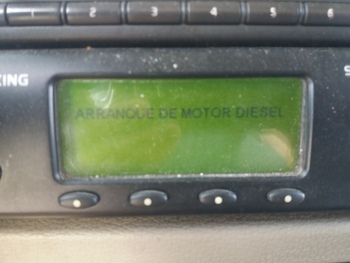 1 2 3 4 5 6
KING S
ARRANQUE DE MOTOR DIESEL